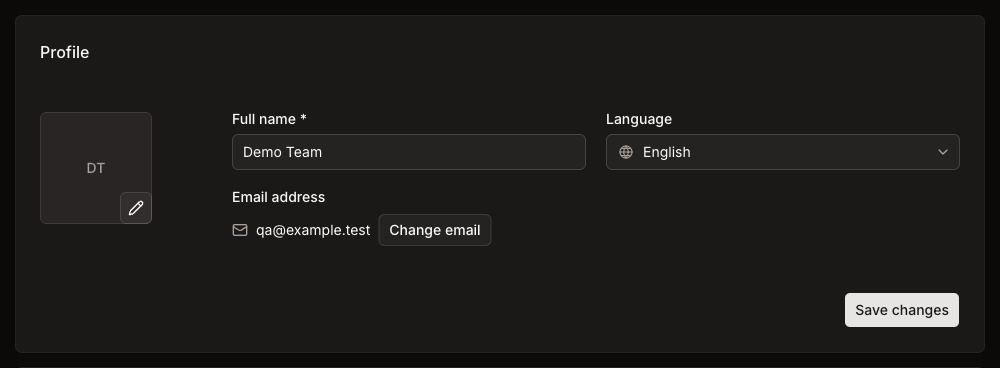 Profile
DT
Full name *
Demo Team
Language
English
Email address
qa@example.test
Change email
Save changes